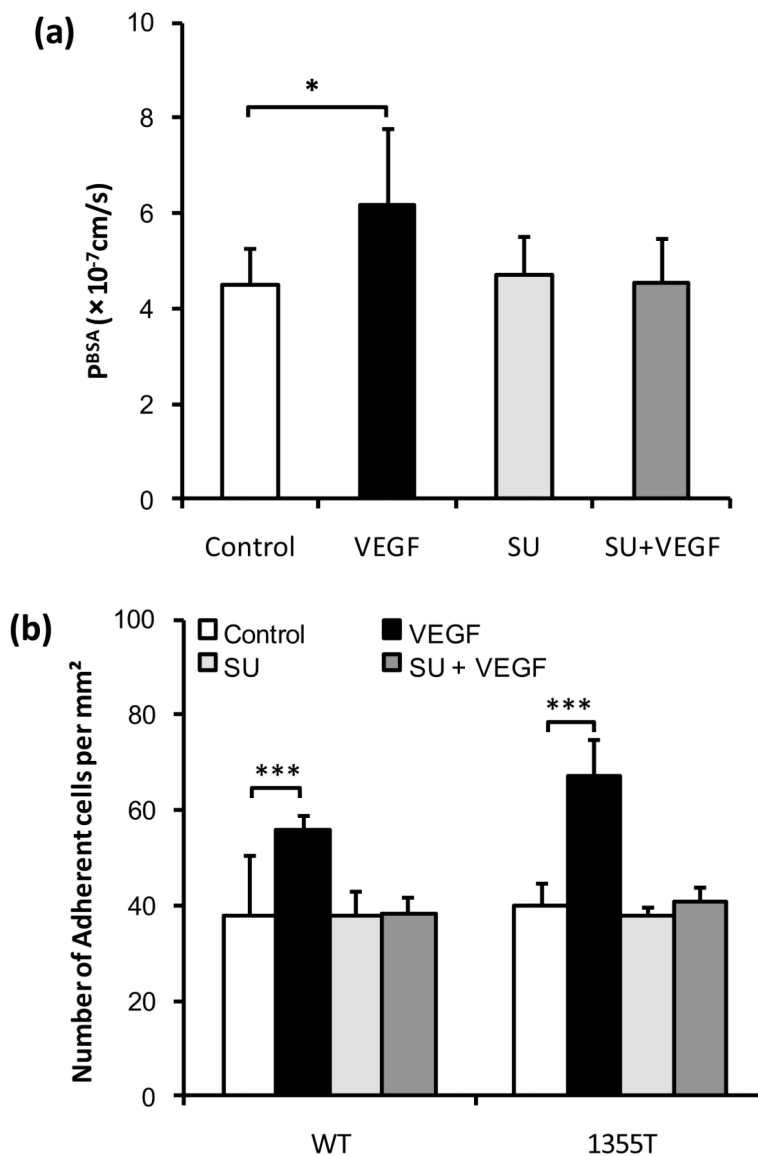 (a)
P^BSA (×10⁻⁷cm/s)
10
8
6
4
2
0
*
Control VEGF SU SU+VEGF
(b)
Number of Adherent cells per mm²
100
80
60
40
20
0
Control VEGF
SU SU + VEGF
***
***
WT 1355T